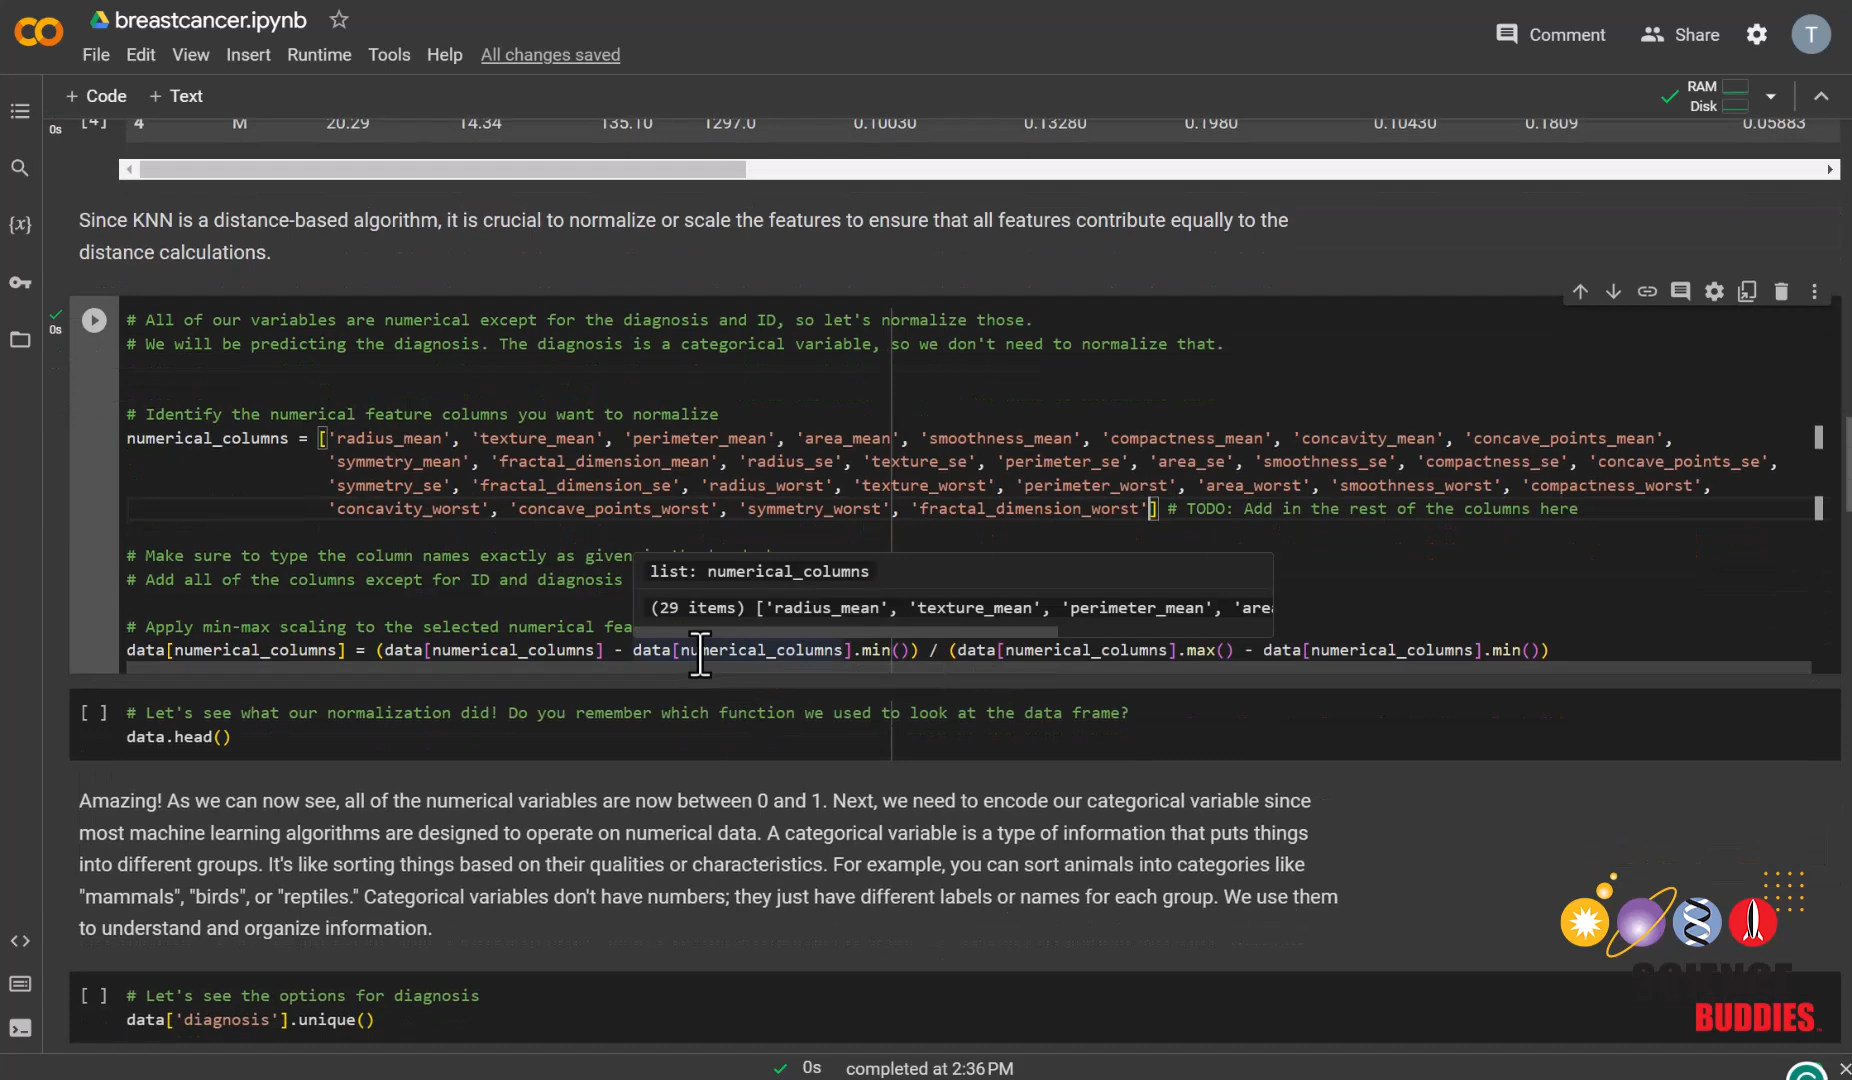 breastcancer.ipynb
Comment
Share
T
File Edit View Insert Runtime Tools Help All changes saved
+ Code + Text
RAM
Disk
[4] 4 M 20.29 14.34 135.10 1297.0 0.10030 0.13280 0.1980 0.10430 0.1809 0.05883
0s
Since KNN is a distance-based algorithm, it is crucial to normalize or scale the features to ensure that all features contribute equally to the
distance calculations.
0s
# All of our variables are numerical except for the diagnosis and ID, so let's normalize those.
# We will be predicting the diagnosis. The diagnosis is a categorical variable, so we don't need to normalize that.
# Identify the numerical feature columns you want to normalize
numerical_columns = ['radius_mean', 'texture_mean', 'perimeter_mean', 'area_mean', 'smoothness_mean', 'compactness_mean', 'concavity_mean', 'concave_points_mean',
'symmetry_mean', 'fractal_dimension_mean', 'radius_se', 'texture_se', 'perimeter_se', 'area_se', 'smoothness_se', 'compactness_se', 'concave_points_se',
'symmetry_se', 'fractal_dimension_se', 'radius_worst', 'texture_worst', 'perimeter_worst', 'area_worst', 'smoothness_worst', 'compactness_worst',
'concavity_worst', 'concave_points_worst', 'symmetry_worst', 'fractal_dimension_worst'] # TODO: Add in the rest of the columns here
# Make sure to type the column names exactly as given
# Add all of the columns except for ID and diagnosis
list: numerical_columns
(29 items) ['radius_mean', 'texture_mean', 'perimeter_mean', 'area
# Apply min-max scaling to the selected numerical fea
data[numerical_columns] = (data[numerical_columns] - data[numerical_columns].min()) / (data[numerical_columns].max() - data[numerical_columns].min())
[ ] # Let's see what our normalization did! Do you remember which function we used to look at the data frame?
data.head()
Amazing! As we can now see, all of the numerical variables are now between 0 and 1. Next, we need to encode our categorical variable since
most machine learning algorithms are designed to operate on numerical data. A categorical variable is a type of information that puts things
into different groups. It's like sorting things based on their qualities or characteristics. For example, you can sort animals into categories like
"mammals", "birds", or "reptiles." Categorical variables don't have numbers; they just have different labels or names for each group. We use them
to understand and organize information.
SCIENCE
BUDDIES
[ ] # Let's see the options for diagnosis
data['diagnosis'].unique()
0s completed at 2:36 PM